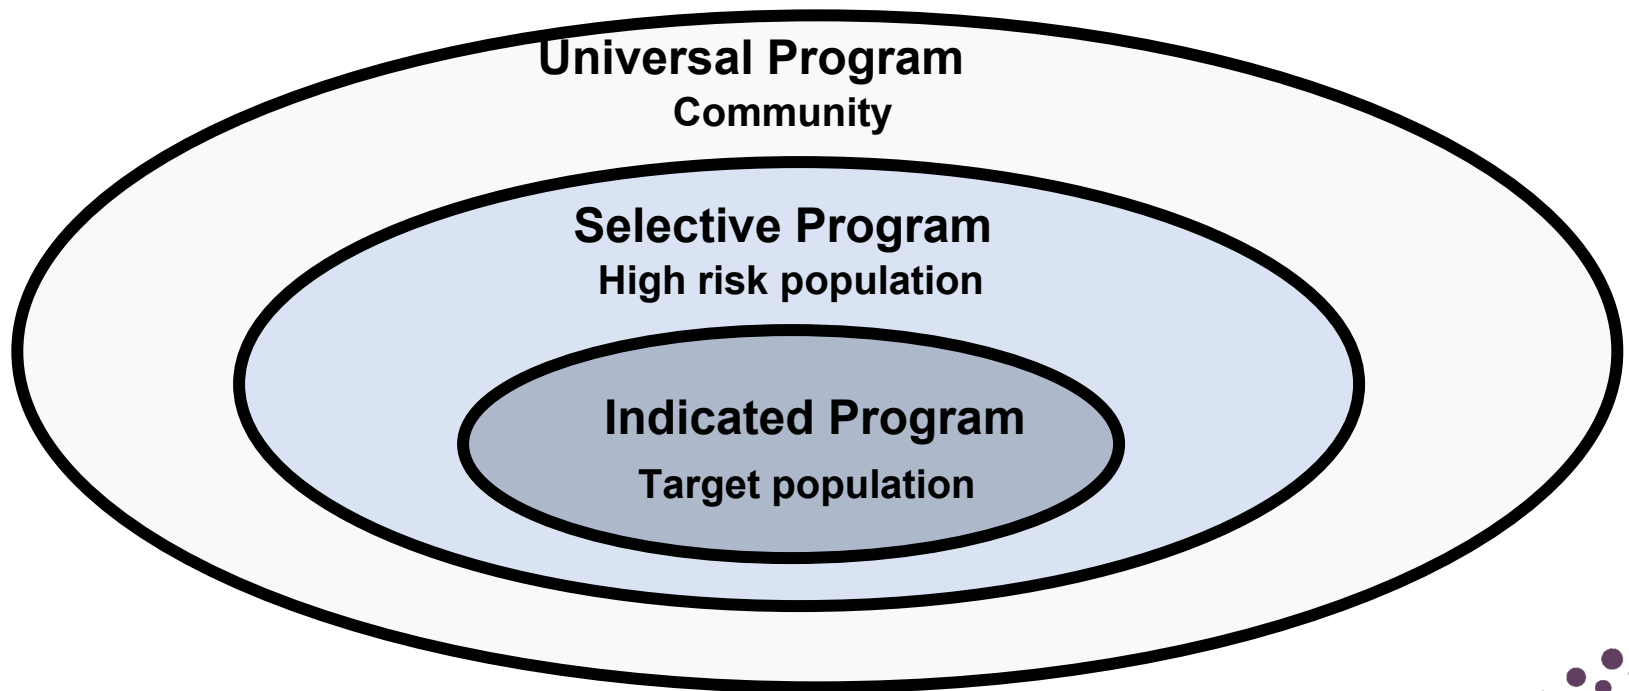 Universal Program
Community
Selective Program
High risk population
Indicated Program
Target population